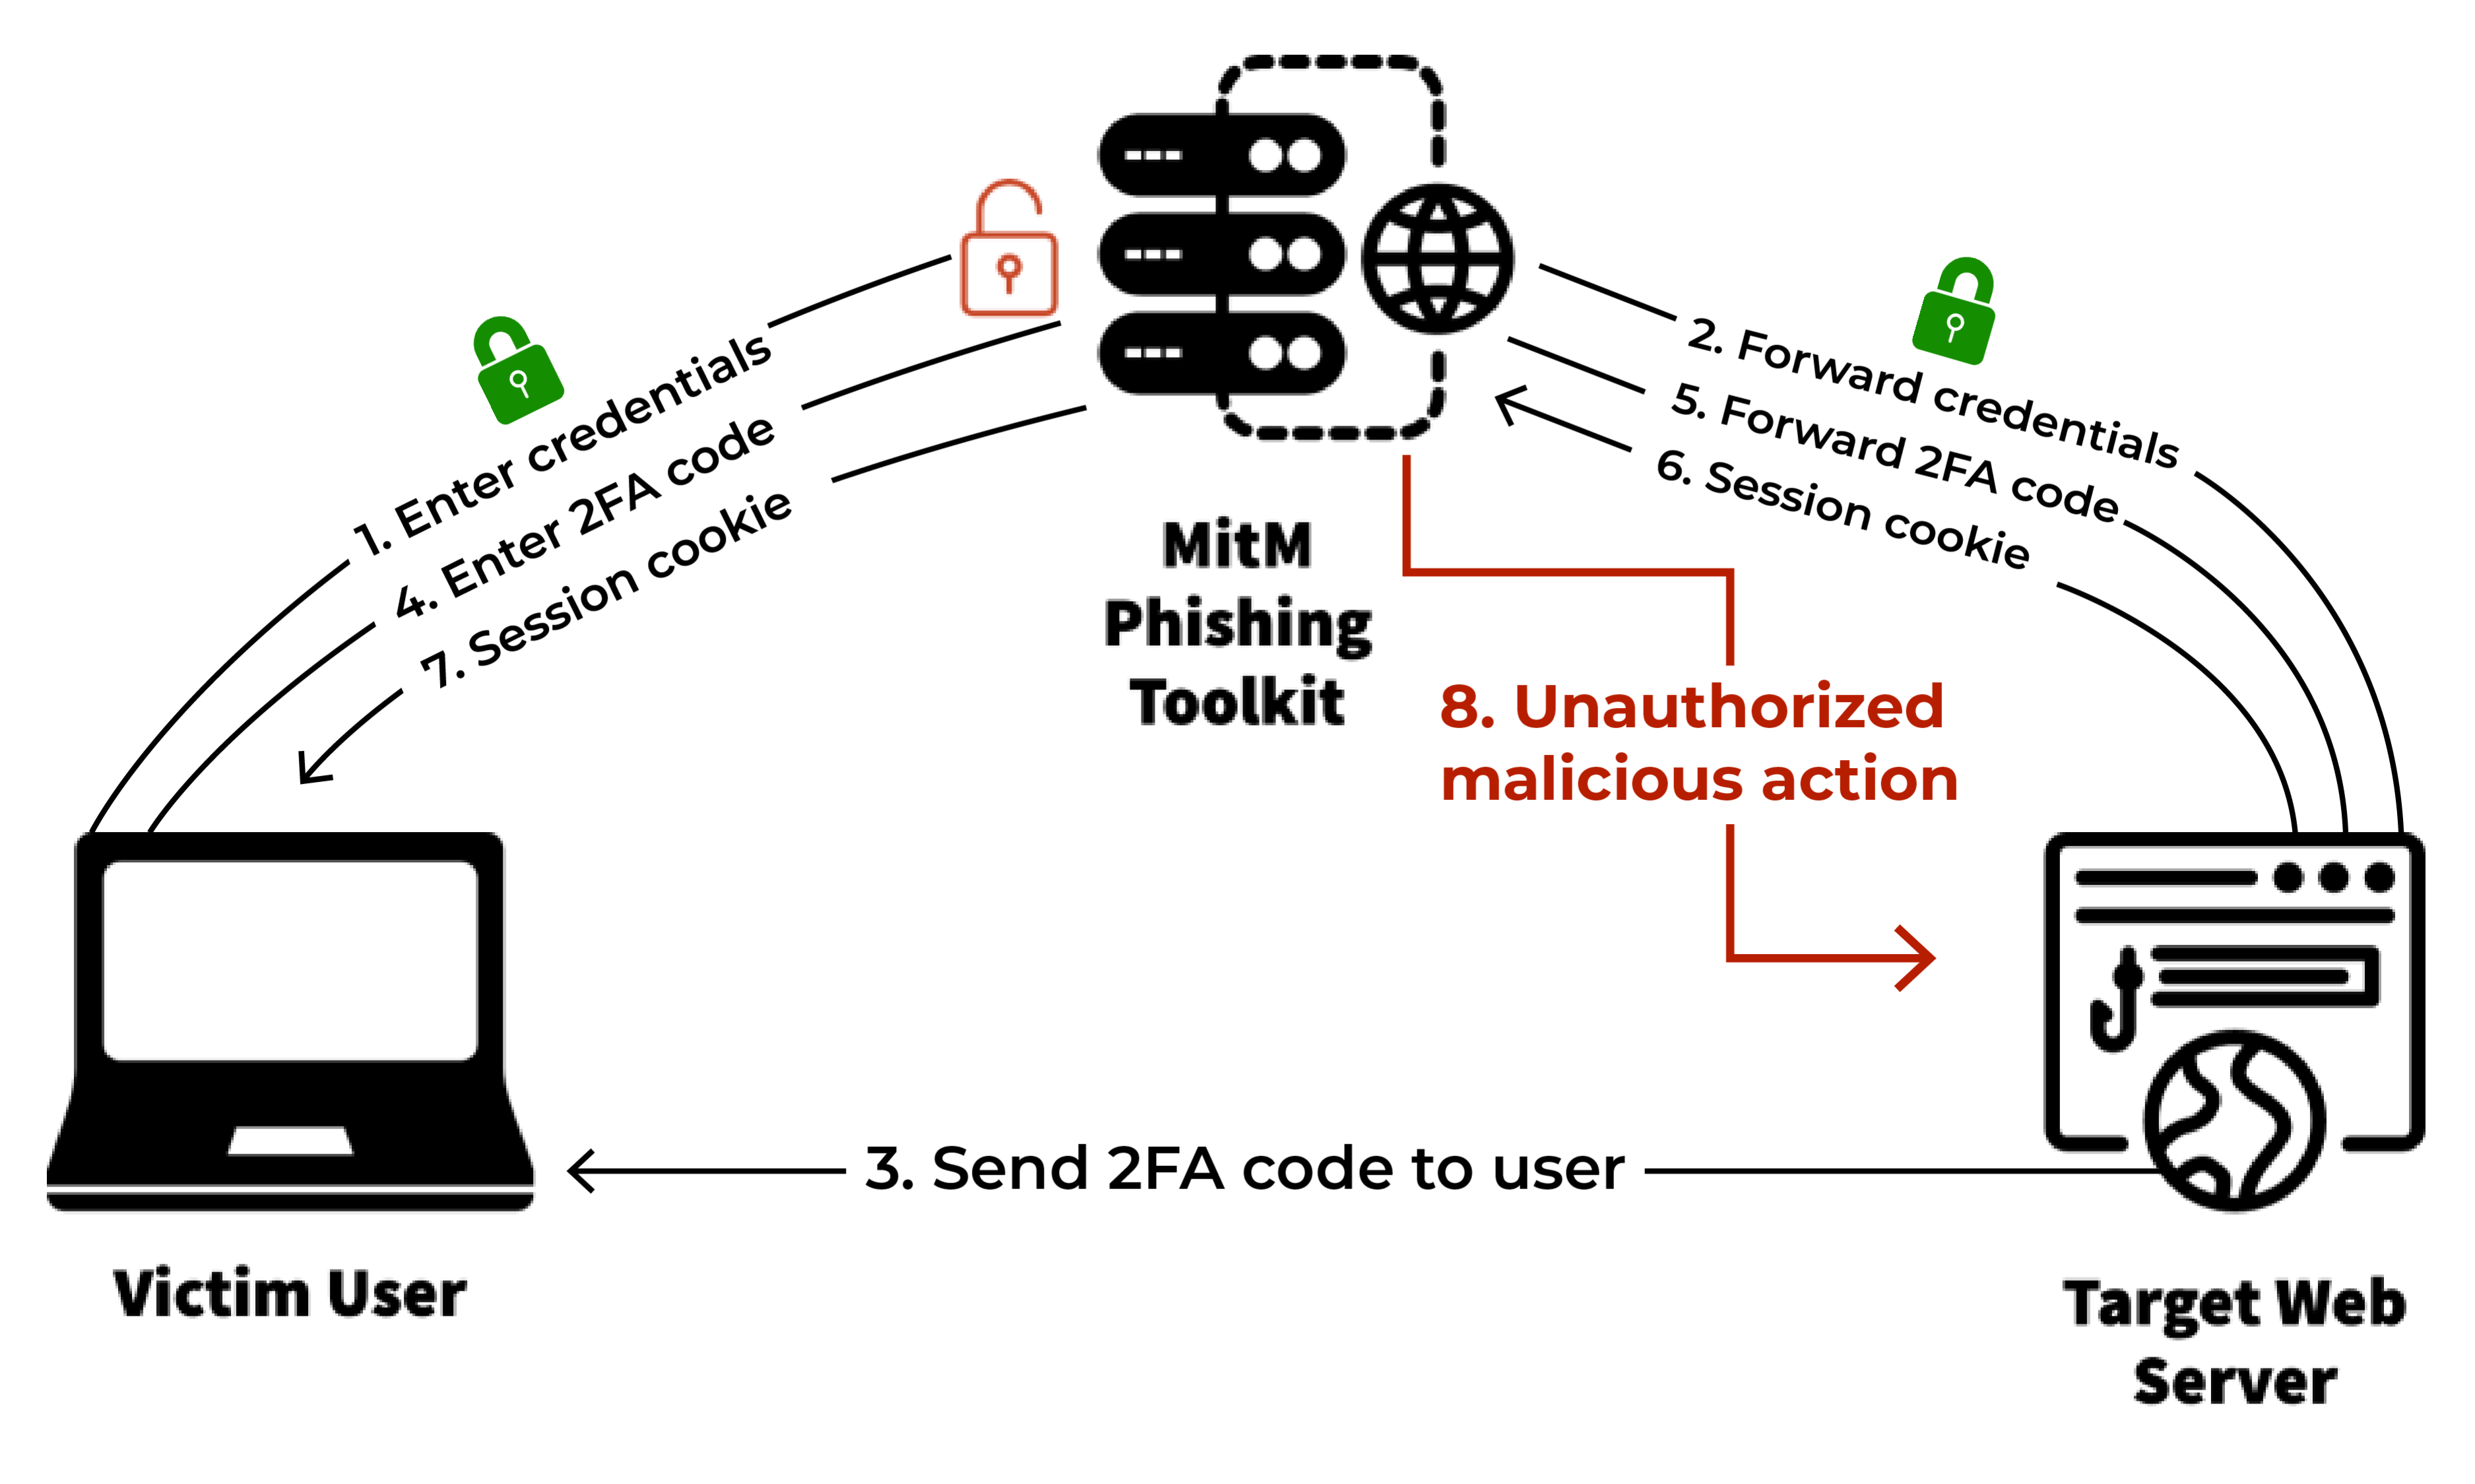 1. Enter credentials
4. Enter 2FA code
7. Session cookie
MitM
Phishing
Toolkit
2. Forward credentials
5. Forward 2FA code
6. Session cookie
8. Unauthorized
malicious action
3. Send 2FA code to user
Victim User
Target Web
Server